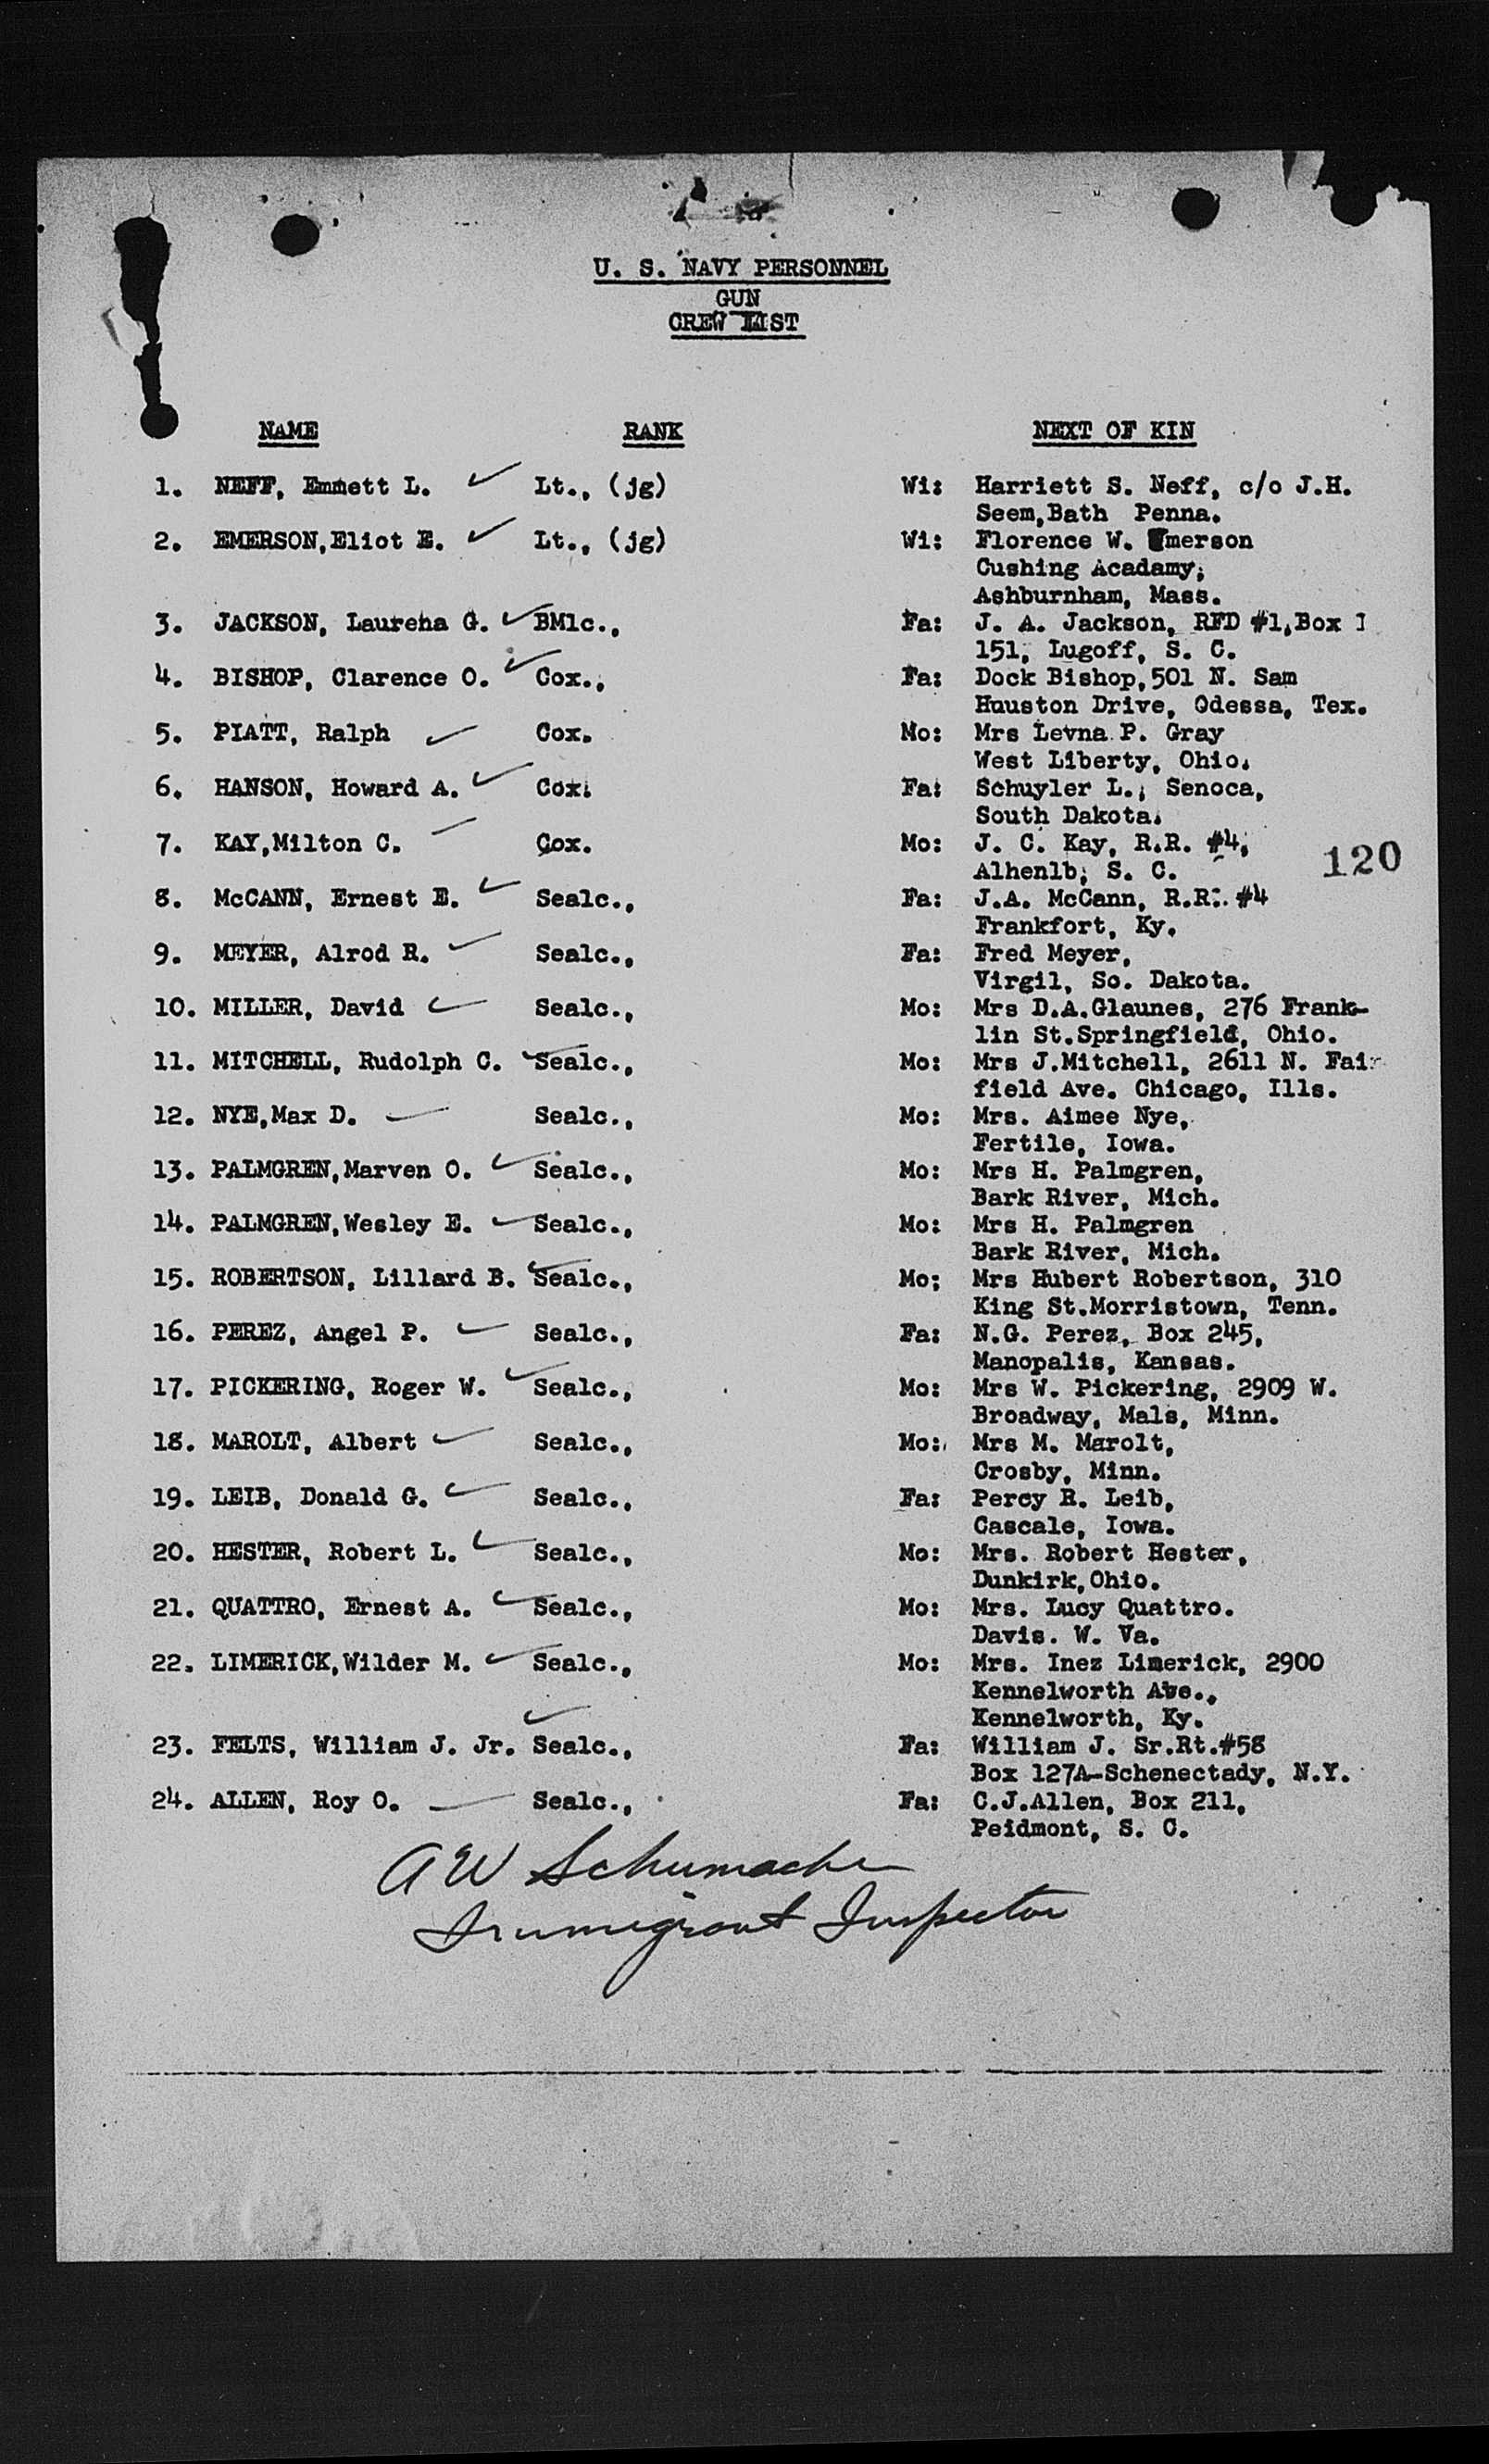 U. S. NAVY PERSONNEL
GUN
CREW LIST
NAME RANK NEXT OF KIN
1. NEFF, Emmett L. Lt., (jg) Wi: Harriett S. Neff, c/o J.H.
Seem,Bath Penna.
2. EMERSON,Eliot E. Lt., (jg) Wi: Florence W. Emerson
Cushing Acadamy,
Ashburnham, Mass.
3. JACKSON, Laureha G. BM1c., Fa: J. A. Jackson, RFD #1,Box 1
151, Lugoff, S. C.
4. BISHOP, Clarence O. Cox., Fa: Dock Bishop,501 N. Sam
Huuston Drive, Odessa, Tex.
5. PIATT, Ralph Cox. Mo: Mrs Levna P. Gray
West Liberty, Ohio.
6. HANSON, Howard A. Cox. Fa: Schuyler L., Senoca,
South Dakota.
7. KAY,Milton C. Cox. Mo: J. C. Kay, R.R. #4,
Alhenlb, S. C.
120
8. McCANN, Ernest E. Sea1c., Fa: J.A. McCann, R.R. #4
Frankfort, Ky.
9. MEYER, Alrod R. Sea1c., Fa: Fred Meyer,
Virgil, So. Dakota.
10. MILLER, David Sea1c., Mo: Mrs D.A.Glaunes, 276 Frank-
lin St.Springfield, Ohio.
11. MITCHELL, Rudolph C. Sea1c., Mo: Mrs J.Mitchell, 2611 N. Fair
field Ave. Chicago, Ills.
12. NYE,Max D. Sea1c., Mo: Mrs. Aimee Nye,
Fertile, Iowa.
13. PALMGREN,Marven O. Sea1c., Mo: Mrs H. Palmgren,
Bark River, Mich.
14. PALMGREN,Wesley E. Sea1c., Mo: Mrs H. Palmgren
Bark River, Mich.
15. ROBERTSON, Lillard B. Sea1c., Mo; Mrs Hubert Robertson, 310
King St.Morristown, Tenn.
16. PEREZ, Angel P. Sea1c., Fa: N.G. Perez, Box 245,
Manopalis, Kansas.
17. PICKERING, Roger W. Sea1c., Mo: Mrs W. Pickering, 2909 W.
Broadway, Mals, Minn.
18. MAROLT, Albert Sea1c., Mo: Mrs M. Marolt,
Crosby, Minn.
19. LEIB, Donald G. Sea1c., Fa: Percy R. Leib,
Cascale, Iowa.
20. HESTER, Robert L. Sea1c., Mo: Mrs. Robert Hester,
Dunkirk,Ohio.
21. QUATTRO, Ernest A. Sea1c., Mo: Mrs. Lucy Quattro.
Davis. W. Va.
22. LIMERICK,Wilder M. Sea1c., Mo: Mrs. Inez Limerick, 2900
Kennelworth Ave.,
Kennelworth, Ky.
23. FELTS, William J. Jr. Sea1c., Fa: William J. Sr.Rt.#58
Box 127A-Schenectady, N.Y.
24. ALLEN, Roy O. Sea1c., Fa: C.J.Allen, Box 211,
Peidmont, S. C.
A W Schumacher
Immigrant Inspector